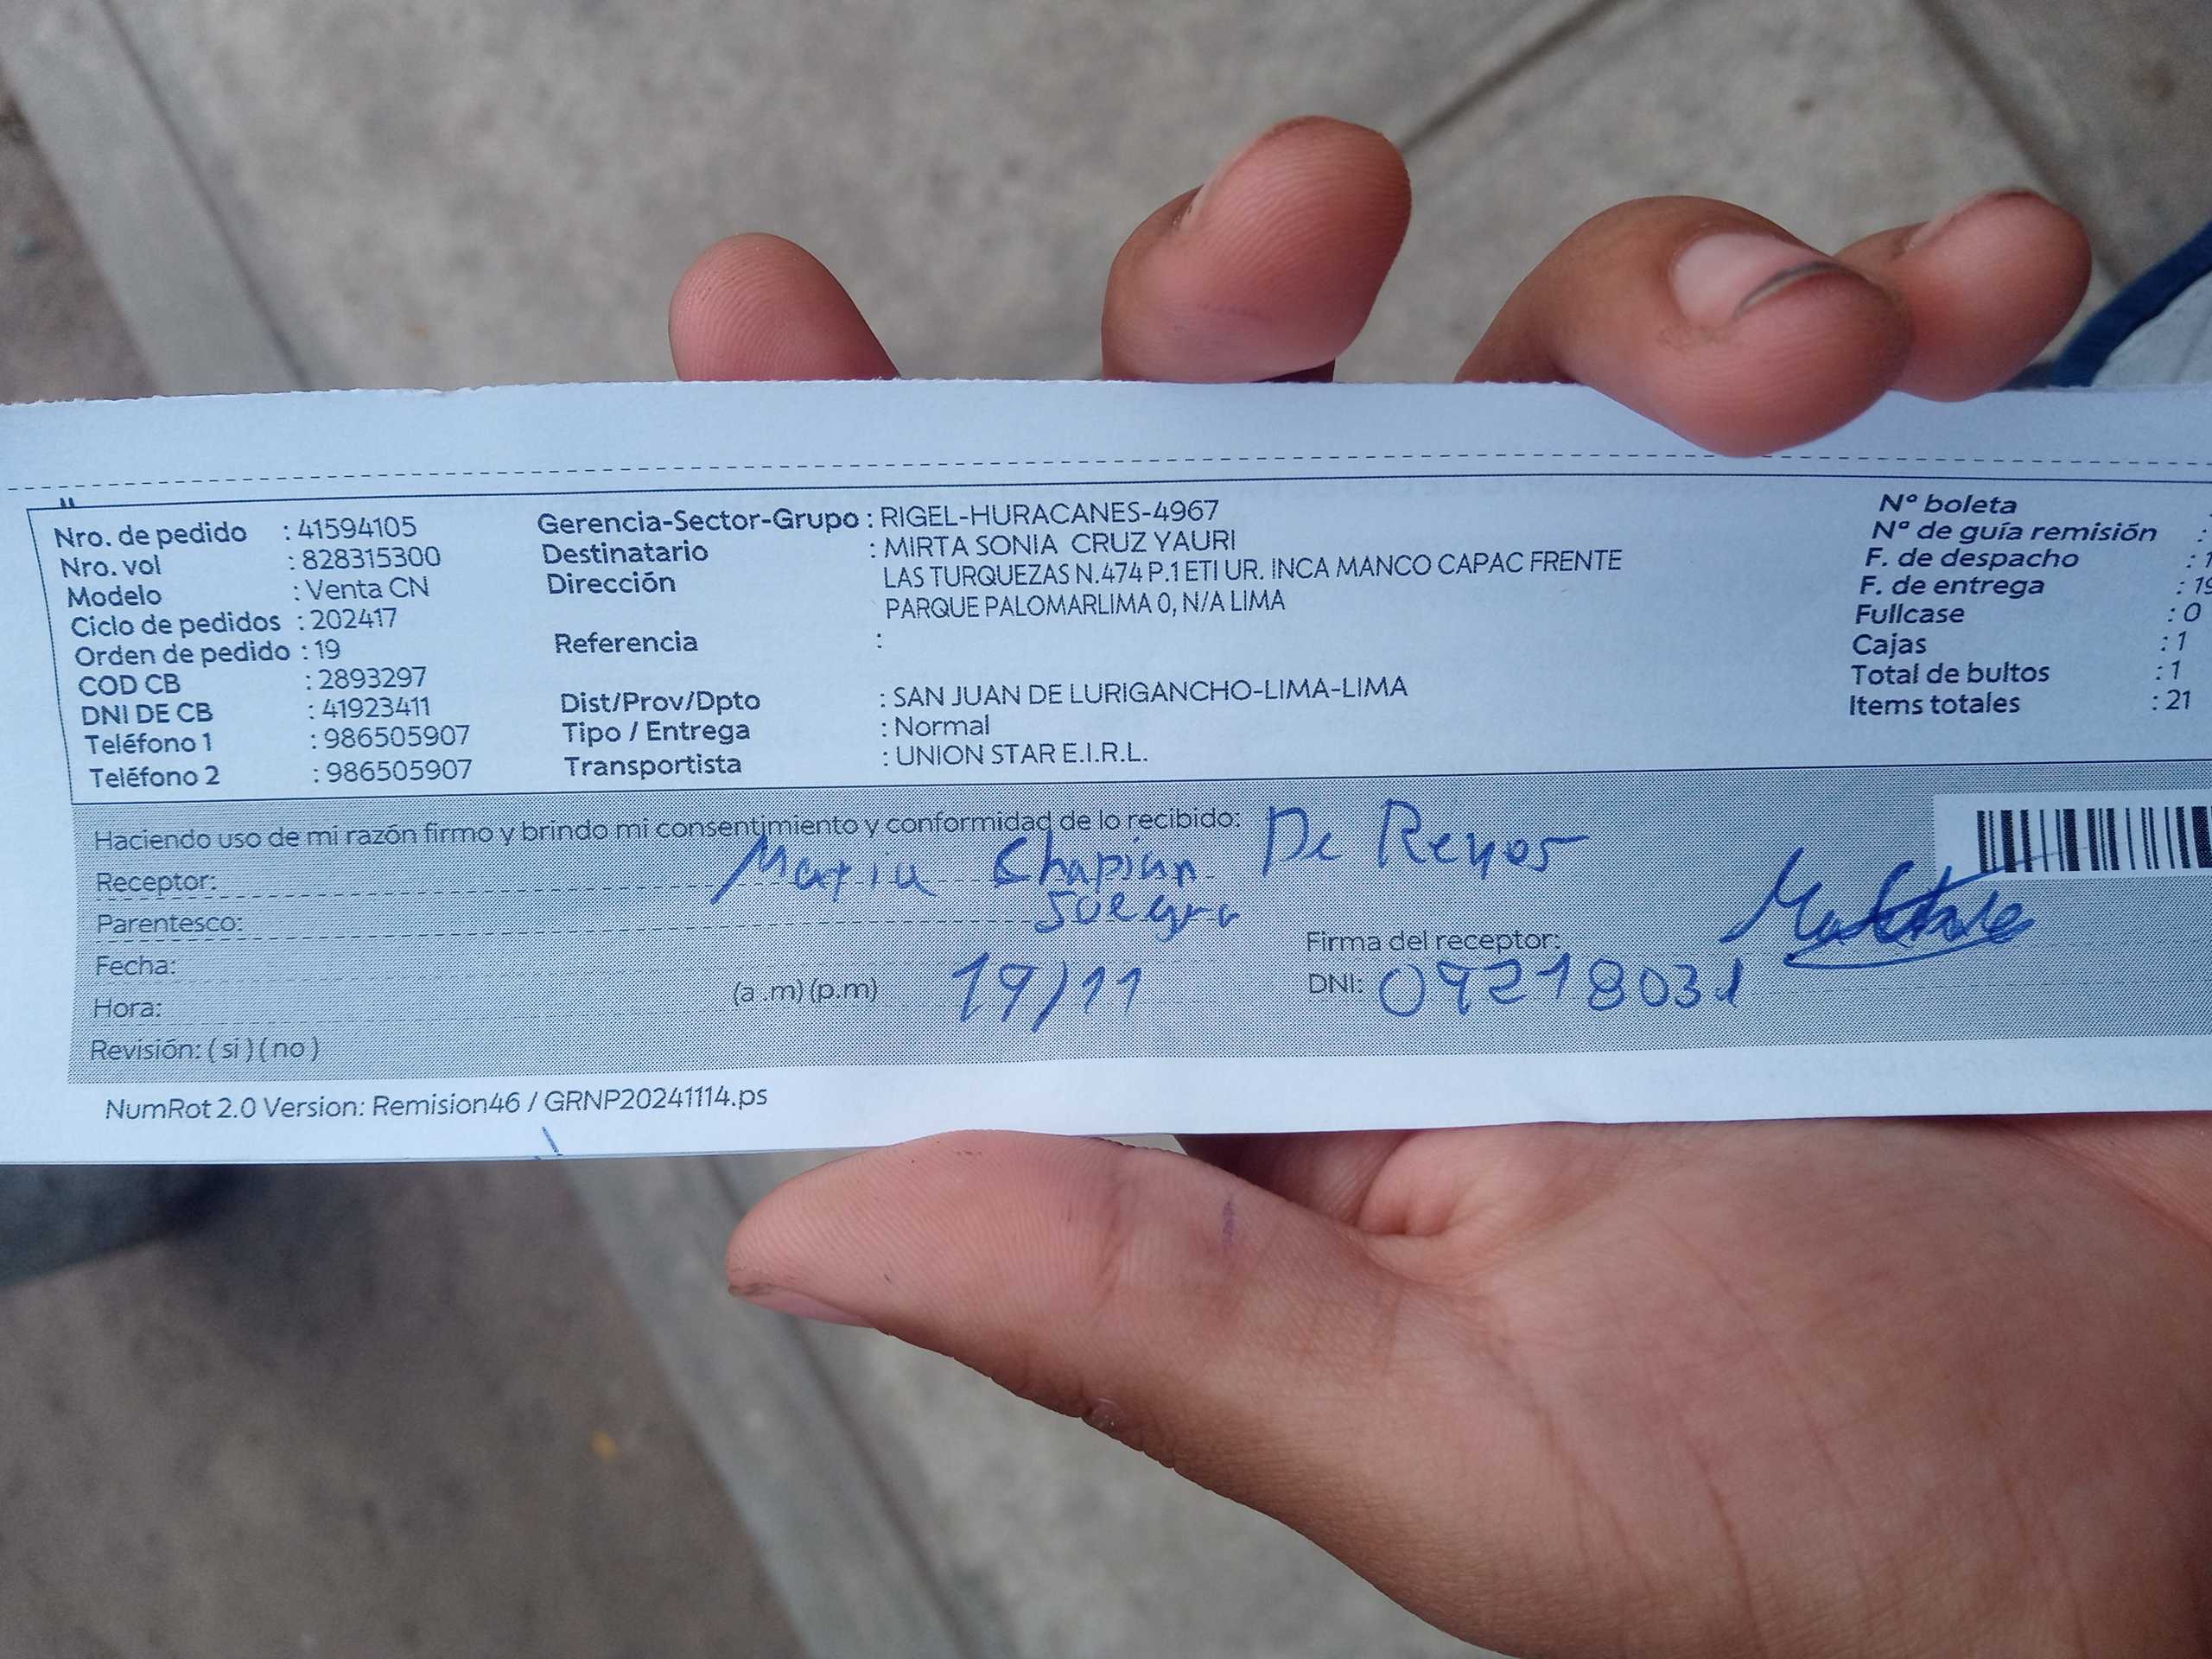 Nro. de pedido : 41594105
Nro. vol : 828315300
Modelo : Venta CN
Ciclo de pedidos : 202417
Orden de pedido : 19
COD CB : 2893297
DNI DE CB : 41923411
Teléfono 1 : 986505907
Teléfono 2 : 986505907
Gerencia-Sector-Grupo : RIGEL-HURACANES-4967
Destinatario : MIRTA SONIA CRUZ YAURI
Dirección LAS TURQUEZAS N.474 P.1 ETI UR. INCA MANCO CAPAC FRENTE
PARQUE PALOMARLIMA 0, N/A LIMA
Referencia :
Dist/Prov/Dpto : SAN JUAN DE LURIGANCHO-LIMA-LIMA
Tipo / Entrega : Normal
Transportista : UNION STAR E.I.R.L.
Nº boleta
Nº de guía remisión :
F. de despacho : 1
F. de entrega : 19
Fullcase : 0
Cajas : 1
Total de bultos : 1
Items totales : 21
Haciendo uso de mi razón firmo y brindo mi consentimiento y conformidad de lo recibido:
Receptor: Maria De Reyes
Parentesco: Suegra
Fecha:
Hora: (a .m) (p.m) 19/11
Revisión: ( si ) ( no )
Firma del receptor:
DNI: 09218031
NumRot 2.0 Version: Remision46 / GRNP20241114.ps